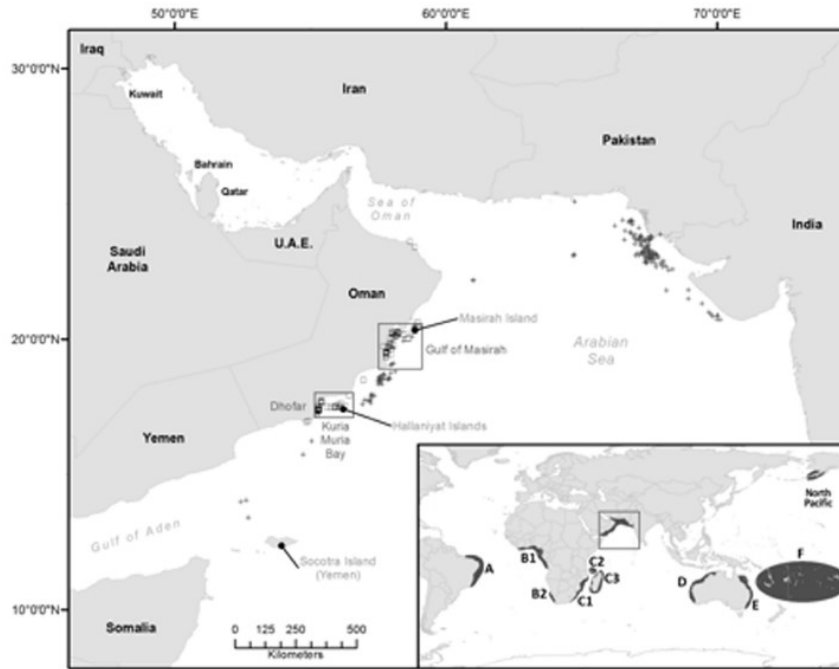 50°0'0"E
60°0'0"E
70°0'0"E
30°0'0"N
20°0'0"N
10°0'0"N
Iraq
Kuwait
Iran
Pakistan
Bahrain
Qatar
Sea of
Oman
India
U.A.E.
Saudi
Arabia
Oman
Masirah Island
Gulf of Masirah
Arabian
Sea
Dhofar
Hallaniyat Islands
Kuria
Muria
Bay
Yemen
Gulf of Aden
Socotra Island
(Yemen)
Somalia
0 125 250 500
Kilometers
North
Pacific
A
B1
B2
C1
C2
C3
D
E
F